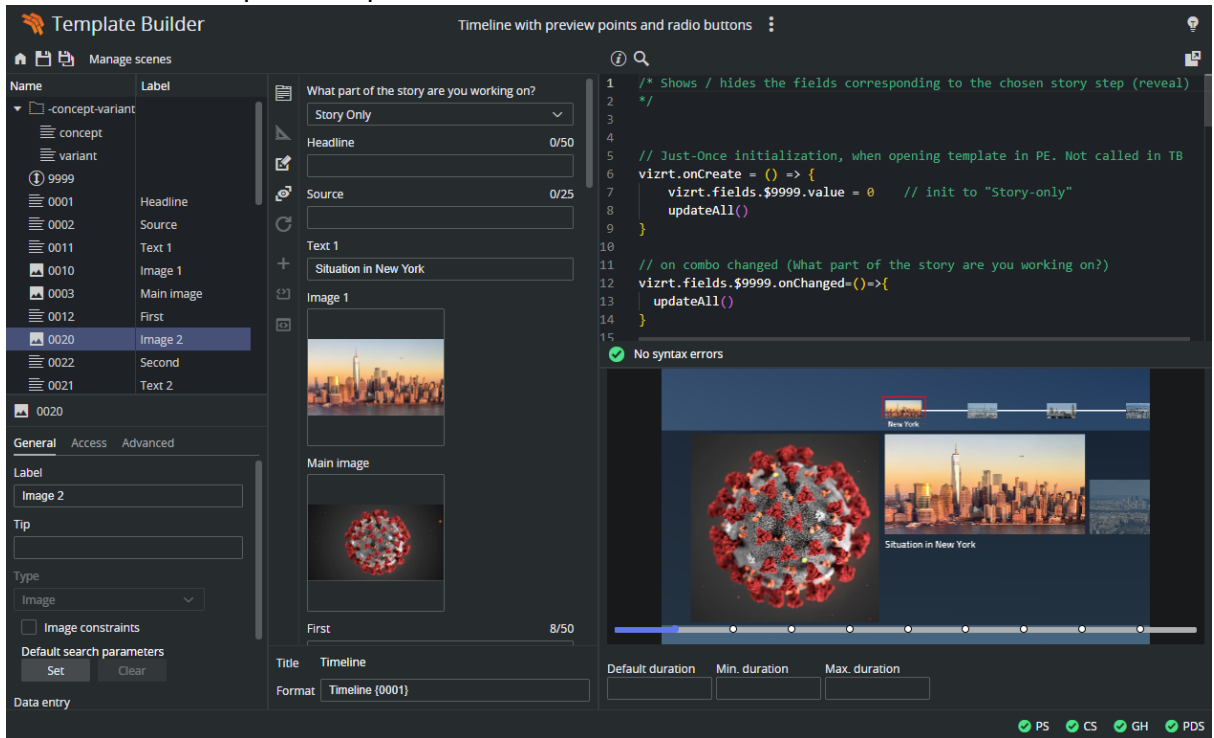 Template Builder
Timeline with preview points and radio buttons
Manage scenes
Name Label
-concept-variant
concept
variant
9999
0001 Headline
0002 Source
0011 Text 1
0010 Image 1
0003 Main image
0012 First
0020 Image 2
0022 Second
0021 Text 2
0020
General Access Advanced
Label
Image 2
Tip
Type
Image
Image constraints
Default search parameters
Set Clear
Data entry
What part of the story are you working on?
Story Only
Headline 0/50
Source 0/25
Text 1
Situation in New York
Image 1
Main image
First 8/50
Title Timeline
Format Timeline {0001}
1 /* Shows / hides the fields corresponding to the chosen story step (reveal)
2 */
3
4
5 // Just-Once initialization, when opening template in PE. Not called in TB
6 vizrt.onCreate = () => {
7 vizrt.fields.$9999.value = 0 // init to "Story-only"
8 updateAll()
9 }
10
11 // on combo changed (What part of the story are you working on?)
12 vizrt.fields.$9999.onChanged=()=>{
13 updateAll()
14 }
15
No syntax errors
New York
Situation in New York
Default duration Min. duration Max. duration
PS CS GH PDS